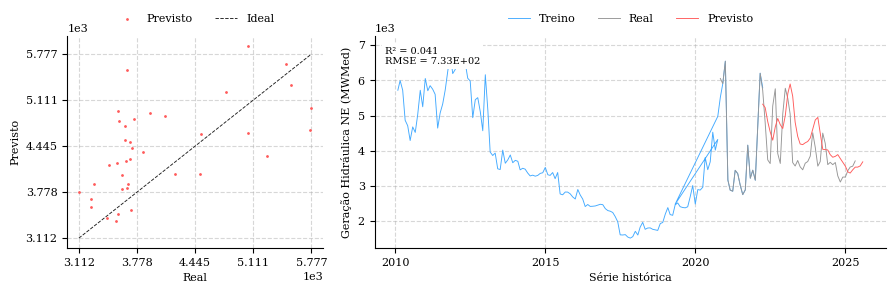 Previsto Ideal
1e3
5.777
5.111
4.445
3.778
3.112
Previsto
3.112 3.778 4.445 5.111 5.777
1e3
Real
Treino Real Previsto
1e3
R² = 0.041
RMSE = 7.33E+02
7
6
5
4
3
2
Geração Hidráulica NE (MWMed)
2010 2015 2020 2025
Série histórica